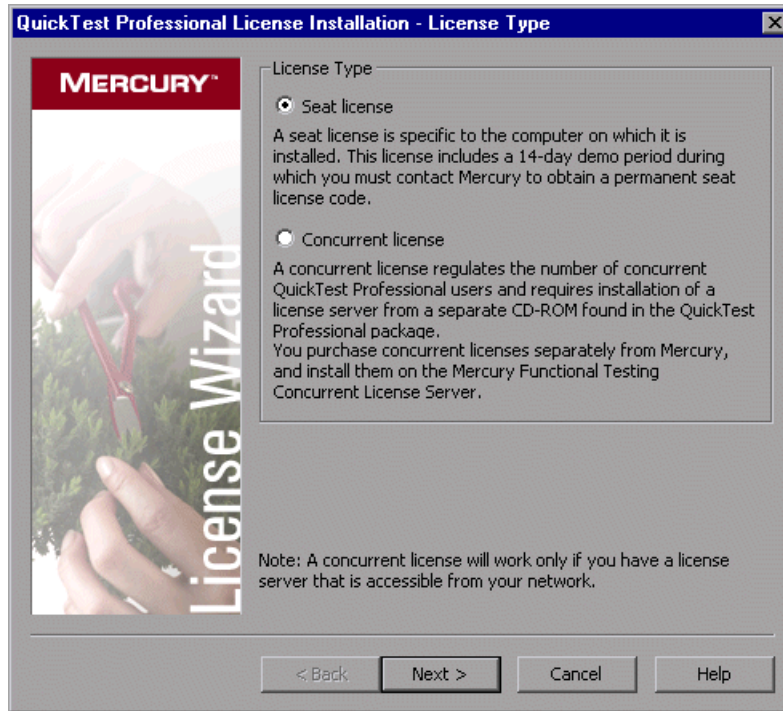 QuickTest Professional License Installation - License Type
MERCURY™
License Wizard
License Type
Seat license
A seat license is specific to the computer on which it is
installed. This license includes a 14-day demo period during
which you must contact Mercury to obtain a permanent seat
license code.
Concurrent license
A concurrent license regulates the number of concurrent
QuickTest Professional users and requires installation of a
license server from a separate CD-ROM found in the QuickTest
Professional package.
You purchase concurrent licenses separately from Mercury,
and install them on the Mercury Functional Testing
Concurrent License Server.
Note: A concurrent license will work only if you have a license
server that is accessible from your network.
< Back
Next >
Cancel
Help